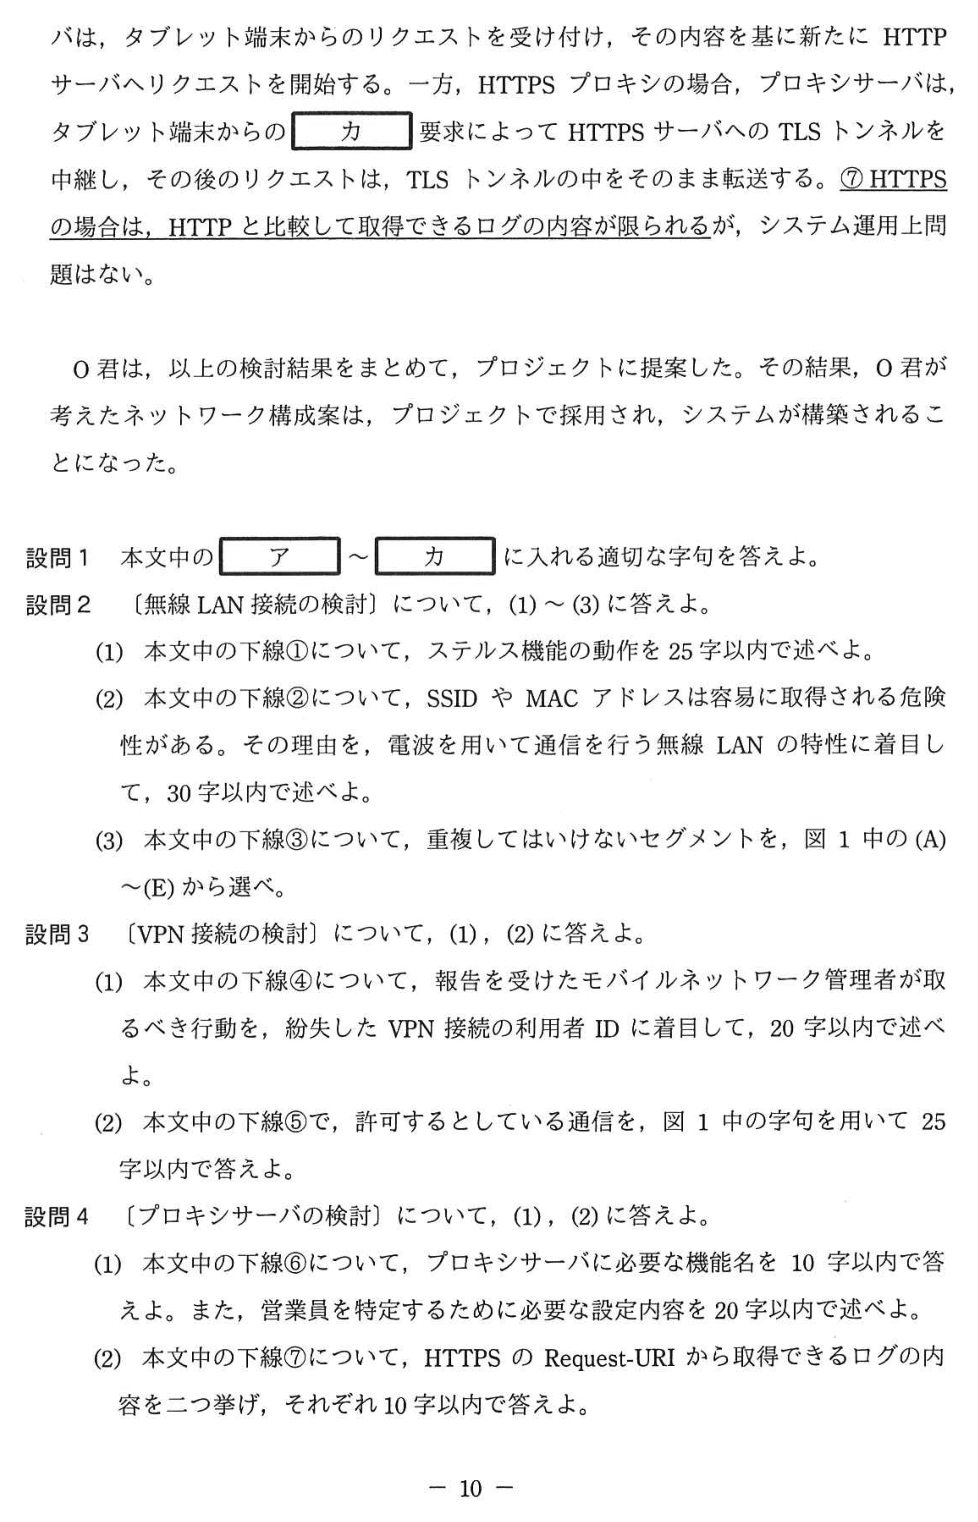 バは，タブレット端末からのリクエストを受け付け，その内容を基に新たに HTTP
サーバへリクエストを開始する。一方，HTTPS プロキシの場合，プロキシサーバは，
タブレット端末からの カ 要求によって HTTPS サーバへの TLS トンネルを
中継し，その後のリクエストは，TLS トンネルの中をそのまま転送する。⑦HTTPS
の場合は，HTTP と比較して取得できるログの内容が限られるが，システム運用上問
題はない。
O 君は，以上の検討結果をまとめて，プロジェクトに提案した。その結果，O 君が
考えたネットワーク構成案は，プロジェクトで採用され，システムが構築されるこ
とになった。
設問1 本文中の ア ～ カ に入れる適切な字句を答えよ。
設問2 〔無線 LAN 接続の検討〕について，(1) ～ (3) に答えよ。
(1) 本文中の下線①について，ステルス機能の動作を 25 字以内で述べよ。
(2) 本文中の下線②について，SSID や MAC アドレスは容易に取得される危険
性がある。その理由を，電波を用いて通信を行う無線 LAN の特性に着目し
て，30 字以内で述べよ。
(3) 本文中の下線③について，重複してはいけないセグメントを，図 1 中の (A)
～(E) から選べ。
設問3 〔VPN 接続の検討〕について，(1)，(2) に答えよ。
(1) 本文中の下線④について，報告を受けたモバイルネットワーク管理者が取
るべき行動を，紛失した VPN 接続の利用者 ID に着目して，20 字以内で述べ
よ。
(2) 本文中の下線⑤で，許可するとしている通信を，図 1 中の字句を用いて 25
字以内で答えよ。
設問4 〔プロキシサーバの検討〕について，(1)，(2) に答えよ。
(1) 本文中の下線⑥について，プロキシサーバに必要な機能名を 10 字以内で答
えよ。また，営業員を特定するために必要な設定内容を 20 字以内で述べよ。
(2) 本文中の下線⑦について，HTTPS の Request-URI から取得できるログの内
容を二つ挙げ，それぞれ 10 字以内で答えよ。
－ 10 －